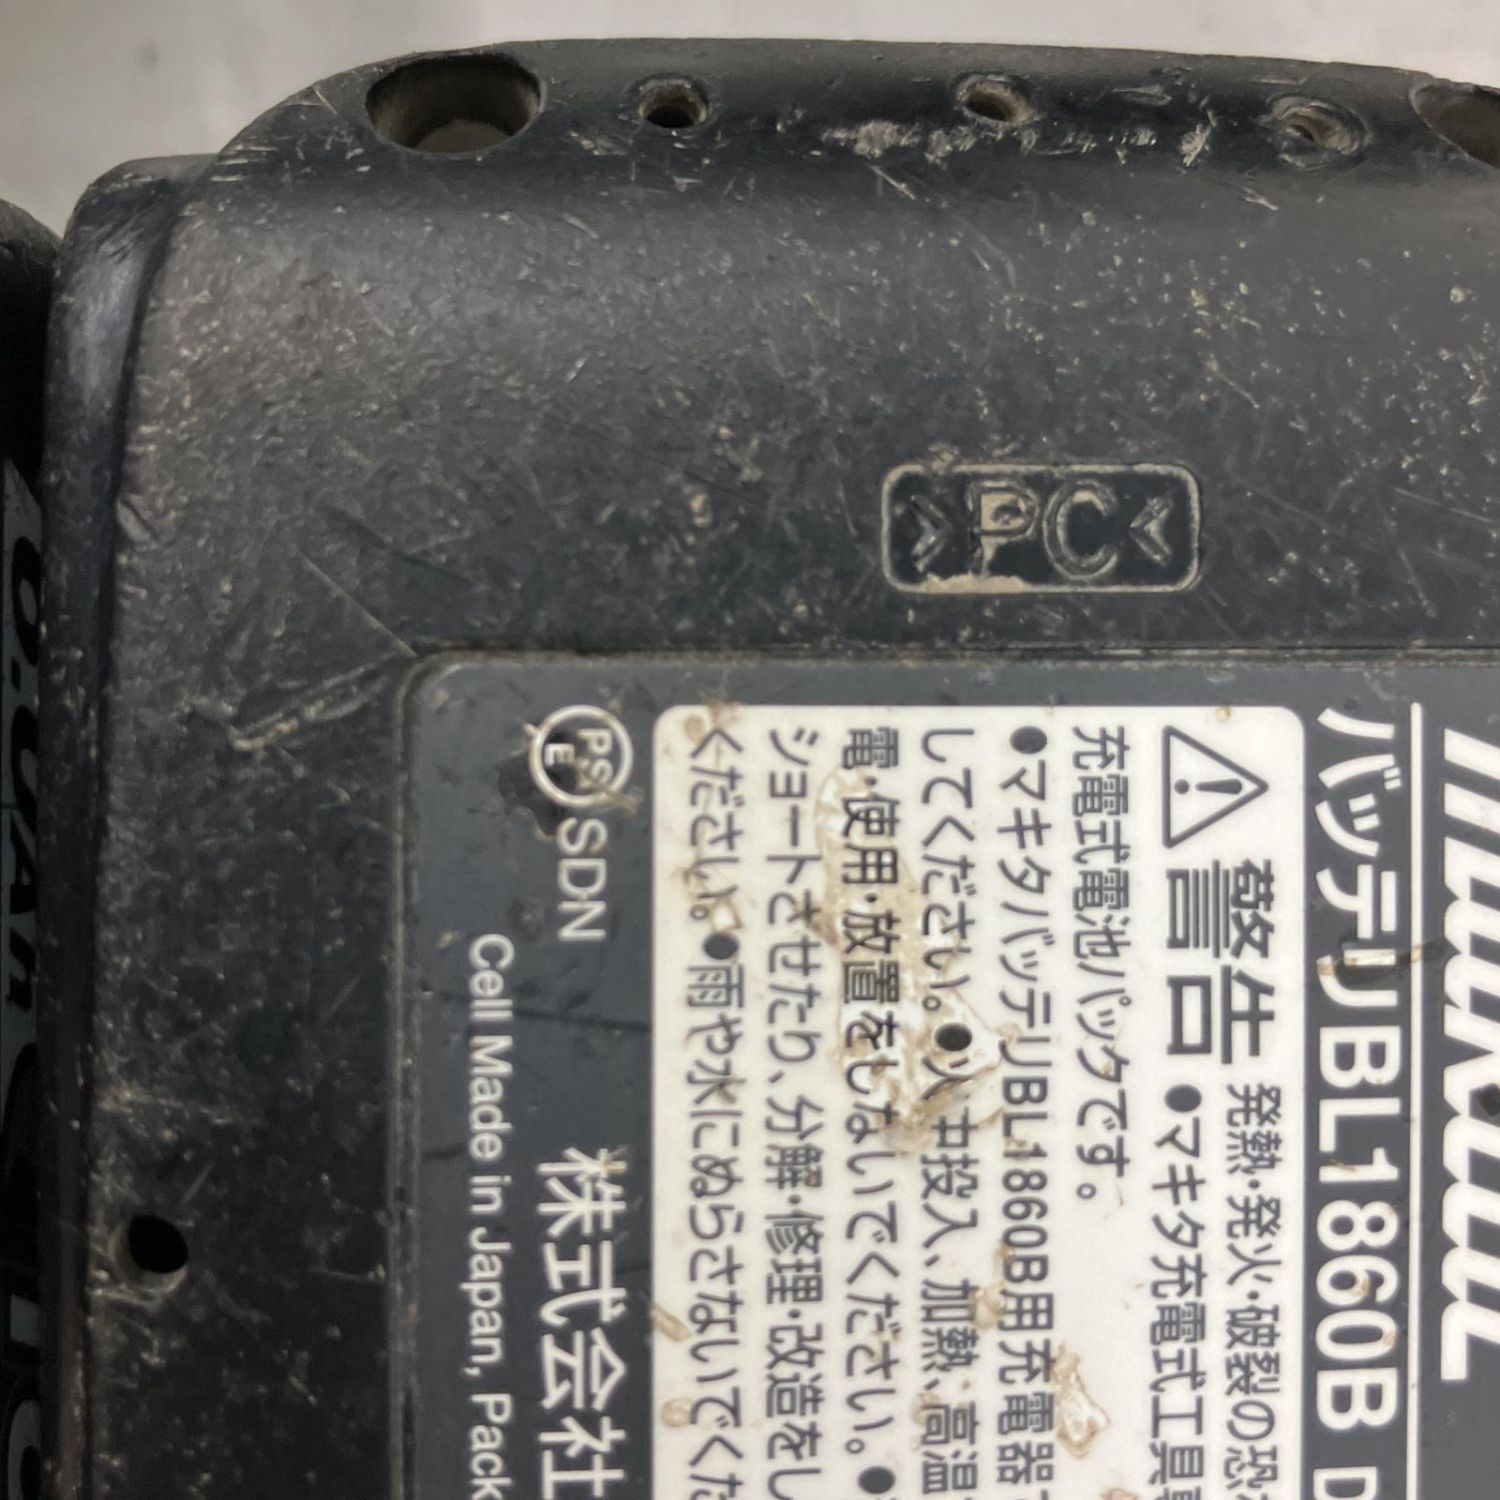 >PC<
makita
バッテリBL1860B
警告 発熱・発火・破裂の恐
●マキタ充電式工具
充電式電池パックです。
●マキタバッテリBL1860B用充電器
してください。●火中投入、加熱、高温
電・使用・放置をしないでください。●
ショートさせたり、分解・修理・改造をし
ください。●雨や水にぬらさないでくだ
PS
E
SDN
株式会社
Cell Made in Japan, Pack